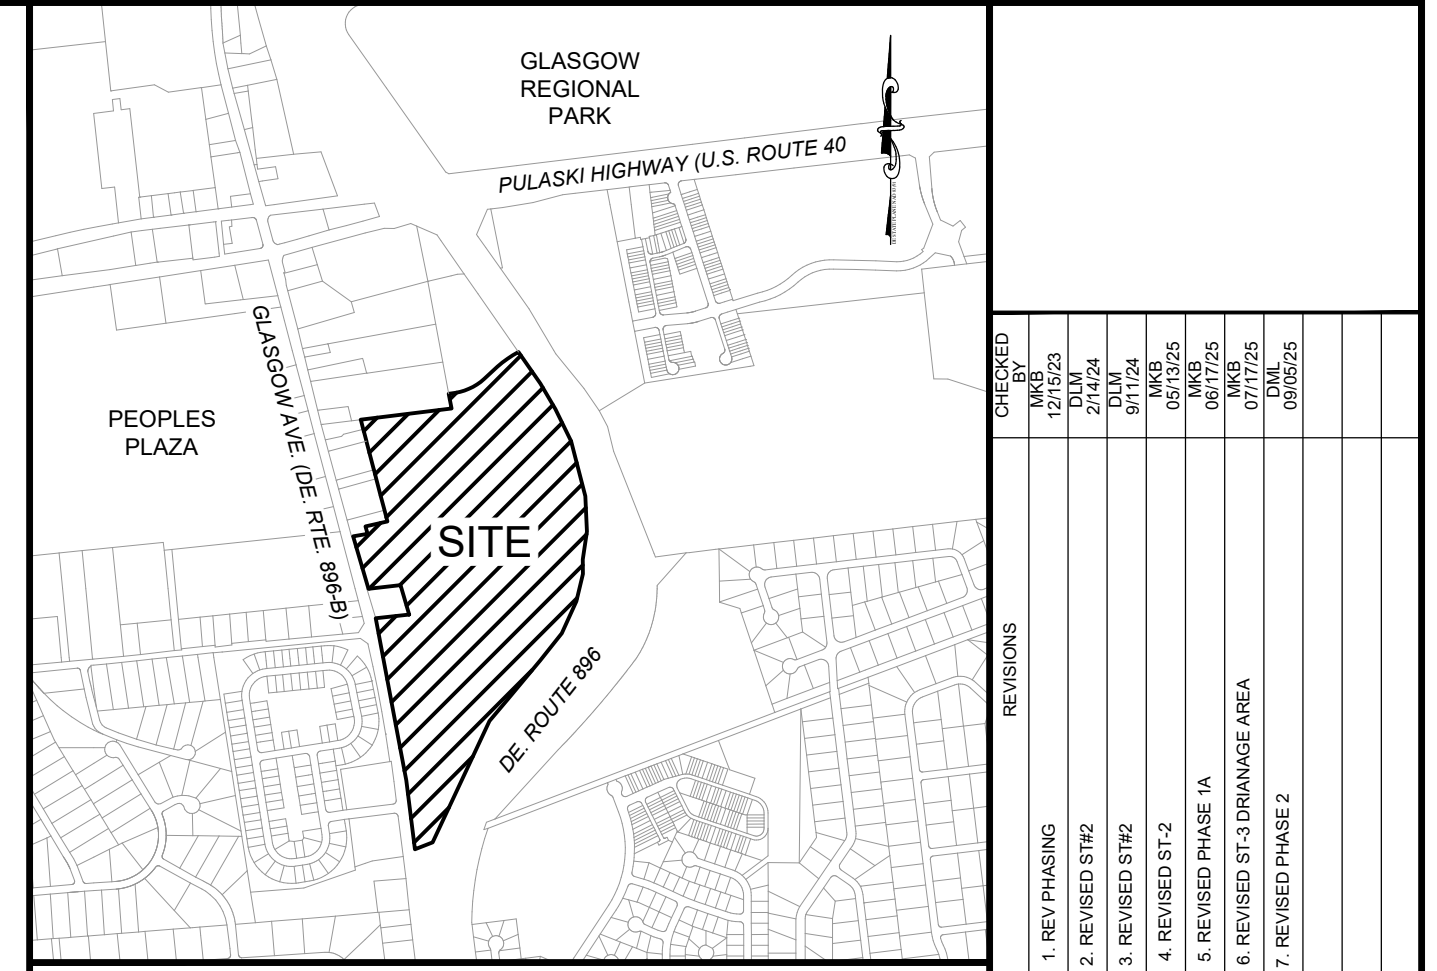 GLASGOW
REGIONAL
PARK
PULASKI HIGHWAY (U.S. ROUTE 40
GLASGOW AVE. (DE. RTE. 896-B)
PEOPLES
PLAZA
SITE
DE. ROUTE 896
REVISIONS
CHECKED
BY
1. REV PHASING
MKB
12/15/23
2. REVISED ST#2
DLM
2/14/24
3. REVISED ST#2
DLM
9/11/24
4. REVISED ST-2
MKB
05/13/25
5. REVISED PHASE 1A
MKB
06/17/25
6. REVISED ST-3 DRIANAGE AREA
MKB
07/17/25
7. REVISED PHASE 2
DML
09/05/25